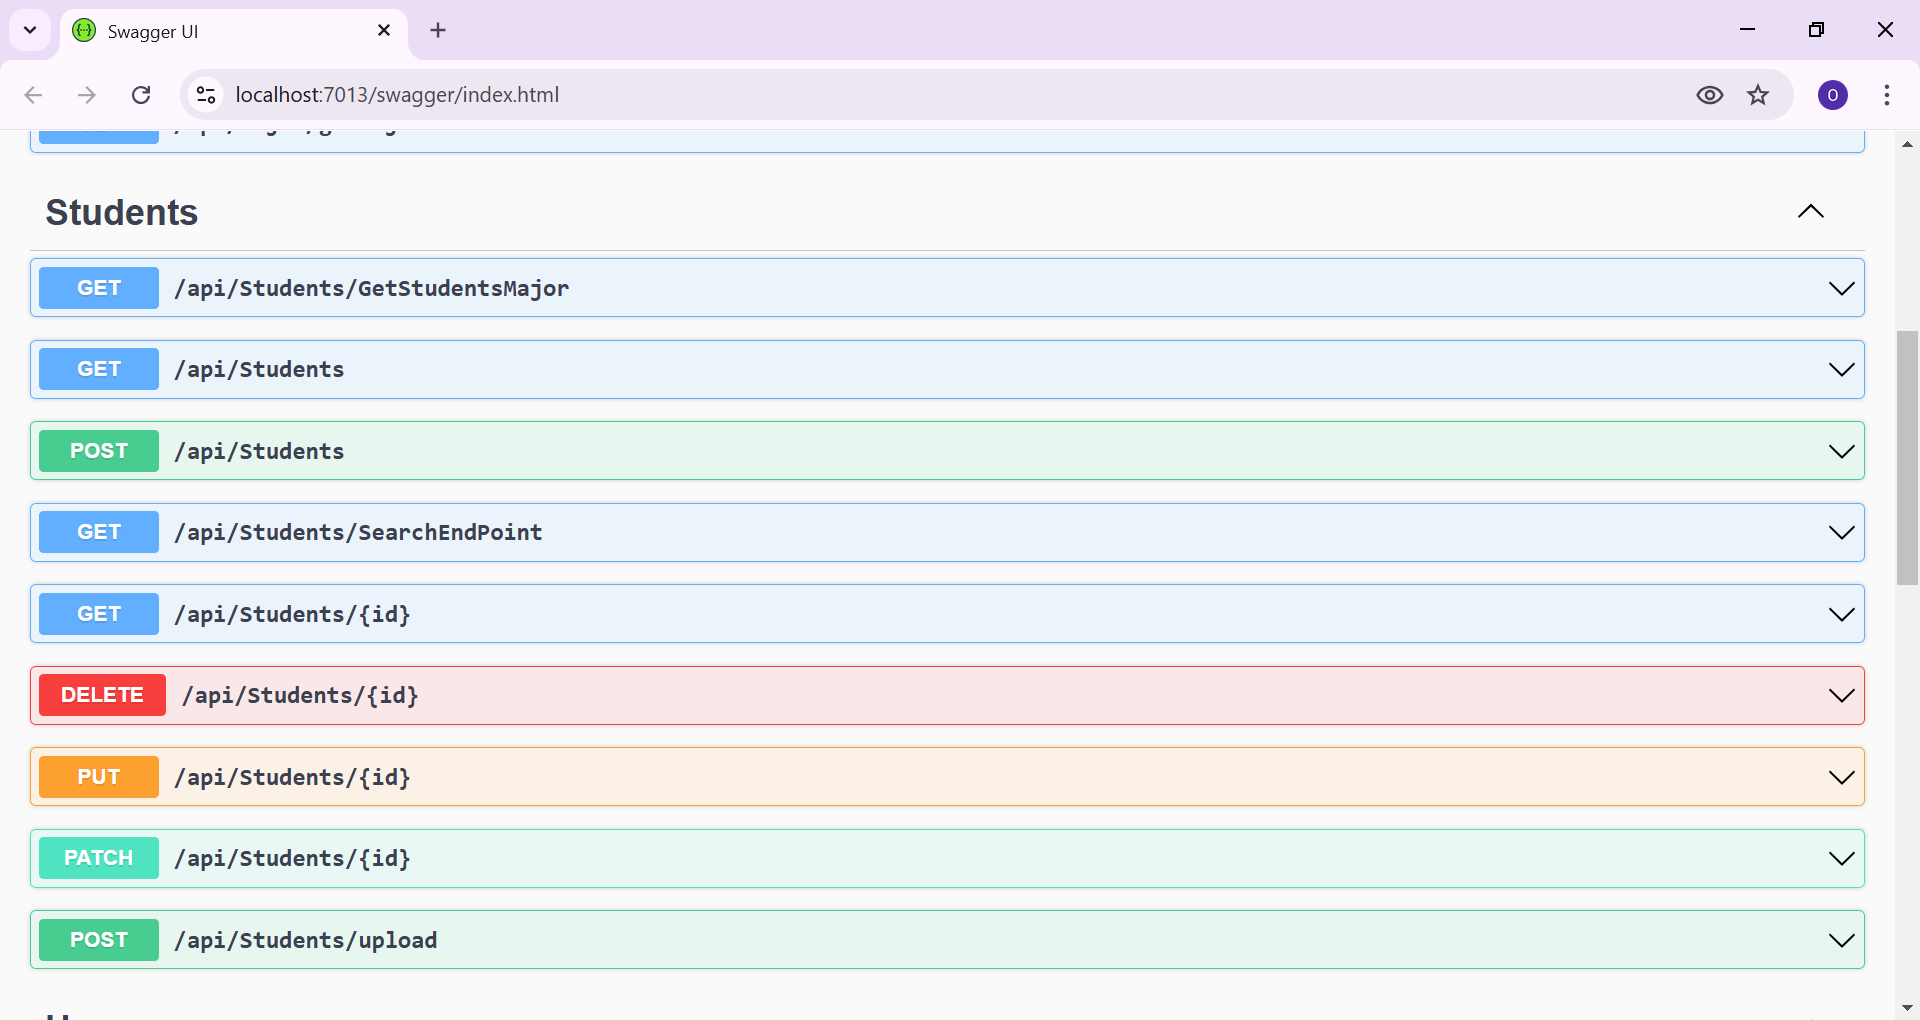 Swagger UI
localhost:7013/swagger/index.html
O
Students
GET /api/Students/GetStudentsMajor
GET /api/Students
POST /api/Students
GET /api/Students/SearchEndPoint
GET /api/Students/{id}
DELETE /api/Students/{id}
PUT /api/Students/{id}
PATCH /api/Students/{id}
POST /api/Students/upload